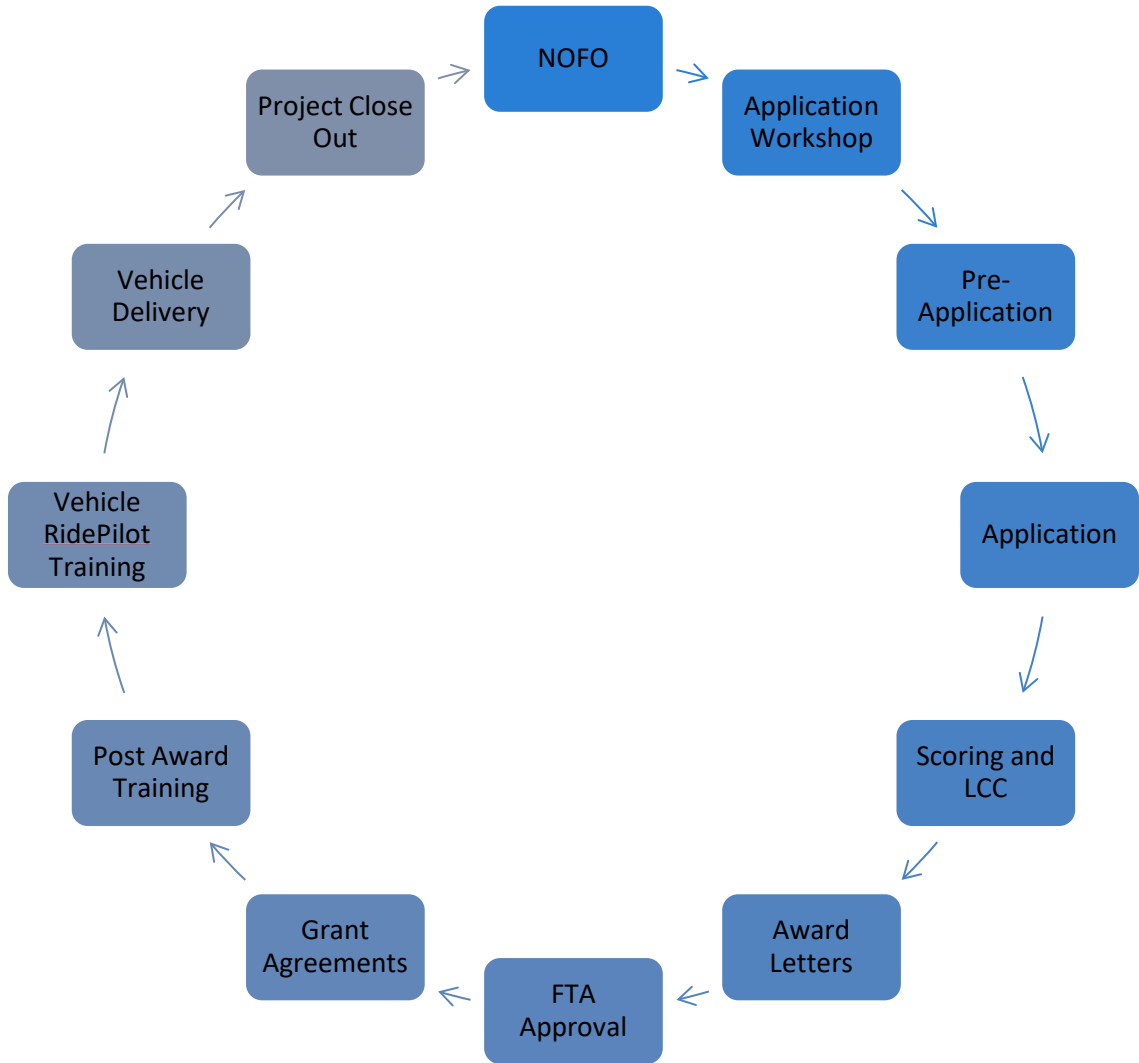 NOFO
Application
Workshop
Pre-
Application
Application
Scoring and
LCC
Award
Letters
FTA
Approval
Grant
Agreements
Post Award
Training
Vehicle
RidePilot
Training
Vehicle
Delivery
Project Close
Out